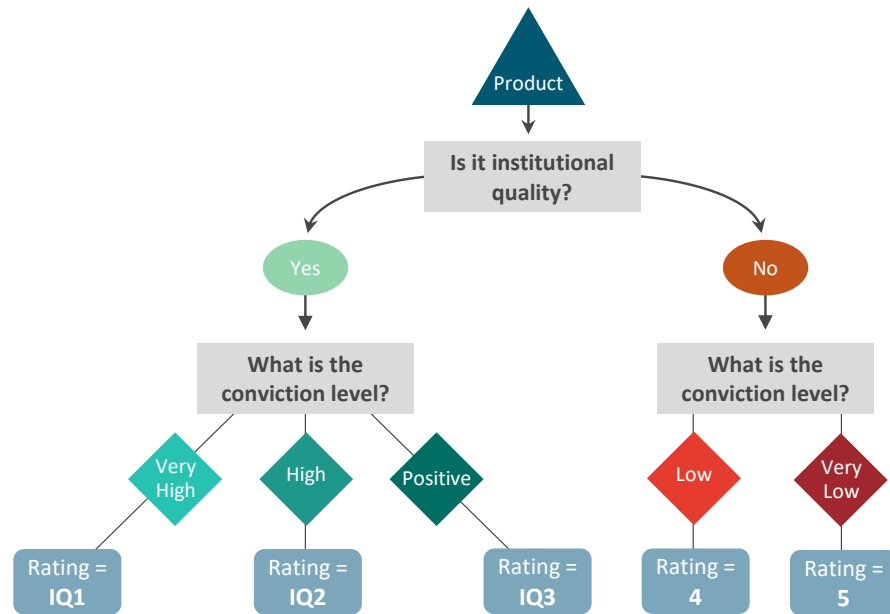 Product
Is it institutional
quality?
Yes
No
What is the
conviction level?
What is the
conviction level?
Very
High
High
Positive
Low
Very
Low
Rating =
IQ1
Rating =
IQ2
Rating =
IQ3
Rating =
4
Rating =
5